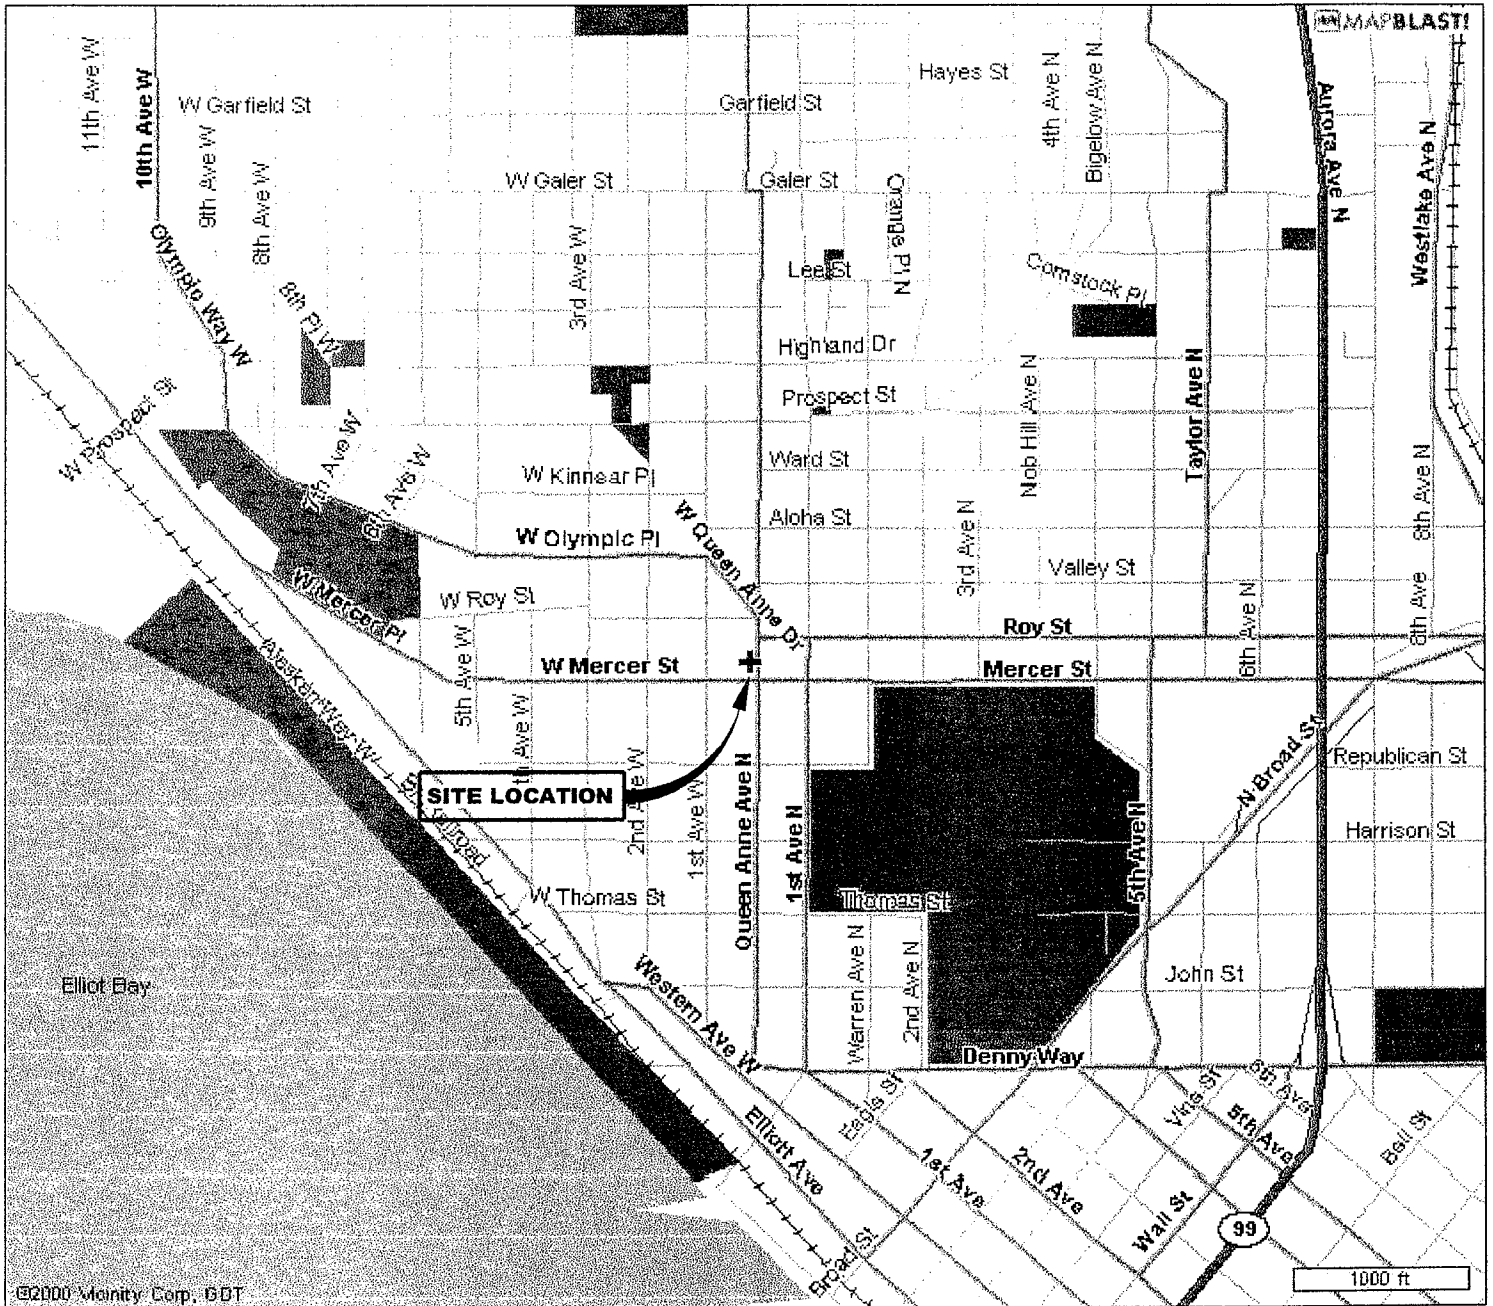 MAPBLAST!
11th Ave W
10th Ave W
W Garfield St
9th Ave W
8th Ave W
Garfield St
Hayes St
4th Ave N
Bigelow Ave N
Aurora Ave N
Westlake Ave N
W Galer St
Galer St
Orange Pl N
Olympic Way W
8th Pl W
3rd Ave W
Lee St
Comstock Pl
Highland Dr
Prospect St
Nob Hill Ave N
Taylor Ave N
W Prospect St
7th Ave W
6th Ave W
W Kinnear Pl
Ward St
8th Ave N
W Olympic Pl
W Queen Anne Dr
Aloha St
3rd Ave N
Valley St
W Mercer Pl
W Roy St
Roy St
6th Ave N
8th Ave N
Alaskan Way W
5th Ave W
W Mercer St
Mercer St
th Ave W
SITE LOCATION
2nd Ave W
1st Ave W
Queen Anne Ave N
1st Ave N
5th Ave N
N Broad St
Republican St
Harrison St
W Thomas St
Thomas St
Elliot Bay
Western Ave W
Warren Ave N
2nd Ave N
John St
Denny Way
Eagle St
Vine St
6th Ave
5th Ave
Bell St
Elliott Ave
1st Ave
2nd Ave
Wall St
99
Broad St
1000 ft
©2000 Vicinity Corp, GDT